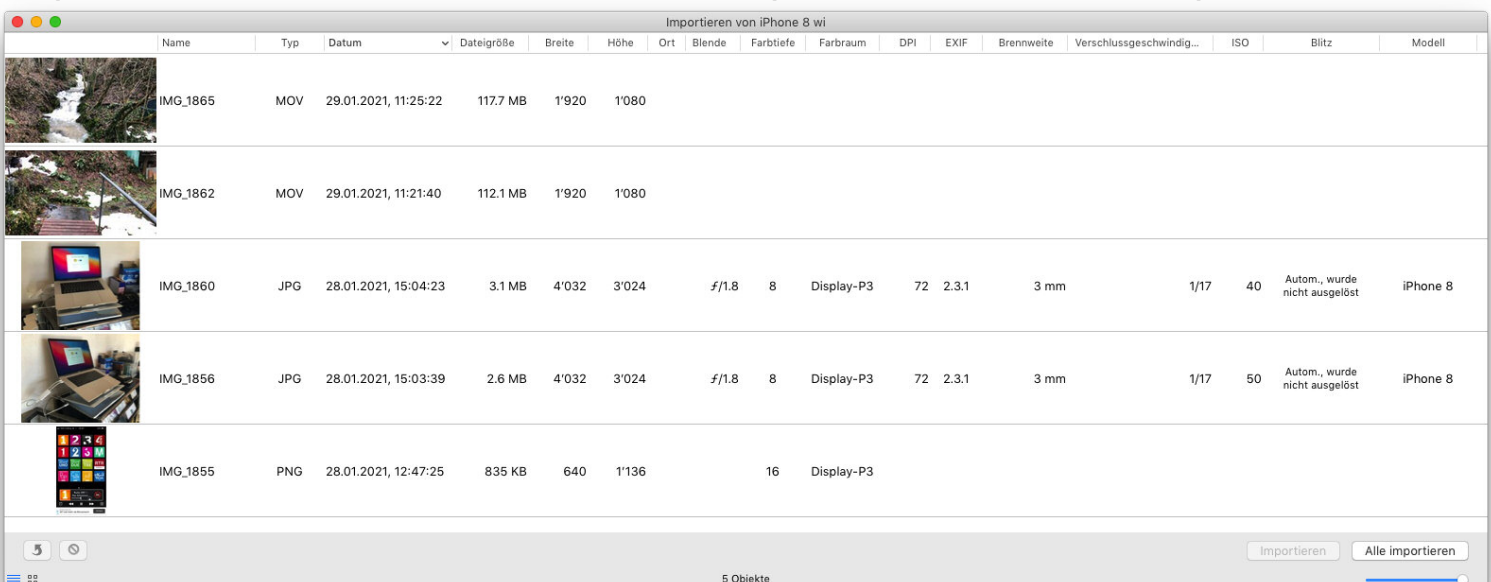 Importieren von iPhone 8 wi
Name Typ Datum Dateigröße Breite Höhe Ort Blende Farbtiefe Farbraum DPI EXIF Brennweite Verschlussgeschwindig... ISO Blitz Modell
IMG_1865 MOV 29.01.2021, 11:25:22 117.7 MB 1'920 1'080
IMG_1862 MOV 29.01.2021, 11:21:40 112.1 MB 1'920 1'080
IMG_1860 JPG 28.01.2021, 15:04:23 3.1 MB 4'032 3'024 ƒ/1.8 8 Display-P3 72 2.3.1 3 mm 1/17 40 Autom., wurde nicht ausgelöst iPhone 8
IMG_1856 JPG 28.01.2021, 15:03:39 2.6 MB 4'032 3'024 ƒ/1.8 8 Display-P3 72 2.3.1 3 mm 1/17 50 Autom., wurde nicht ausgelöst iPhone 8
1 2 3 4
1 2 3 M
IMG_1855 PNG 28.01.2021, 12:47:25 835 KB 640 1'136 16 Display-P3
Importieren Alle importieren
5 Objekte